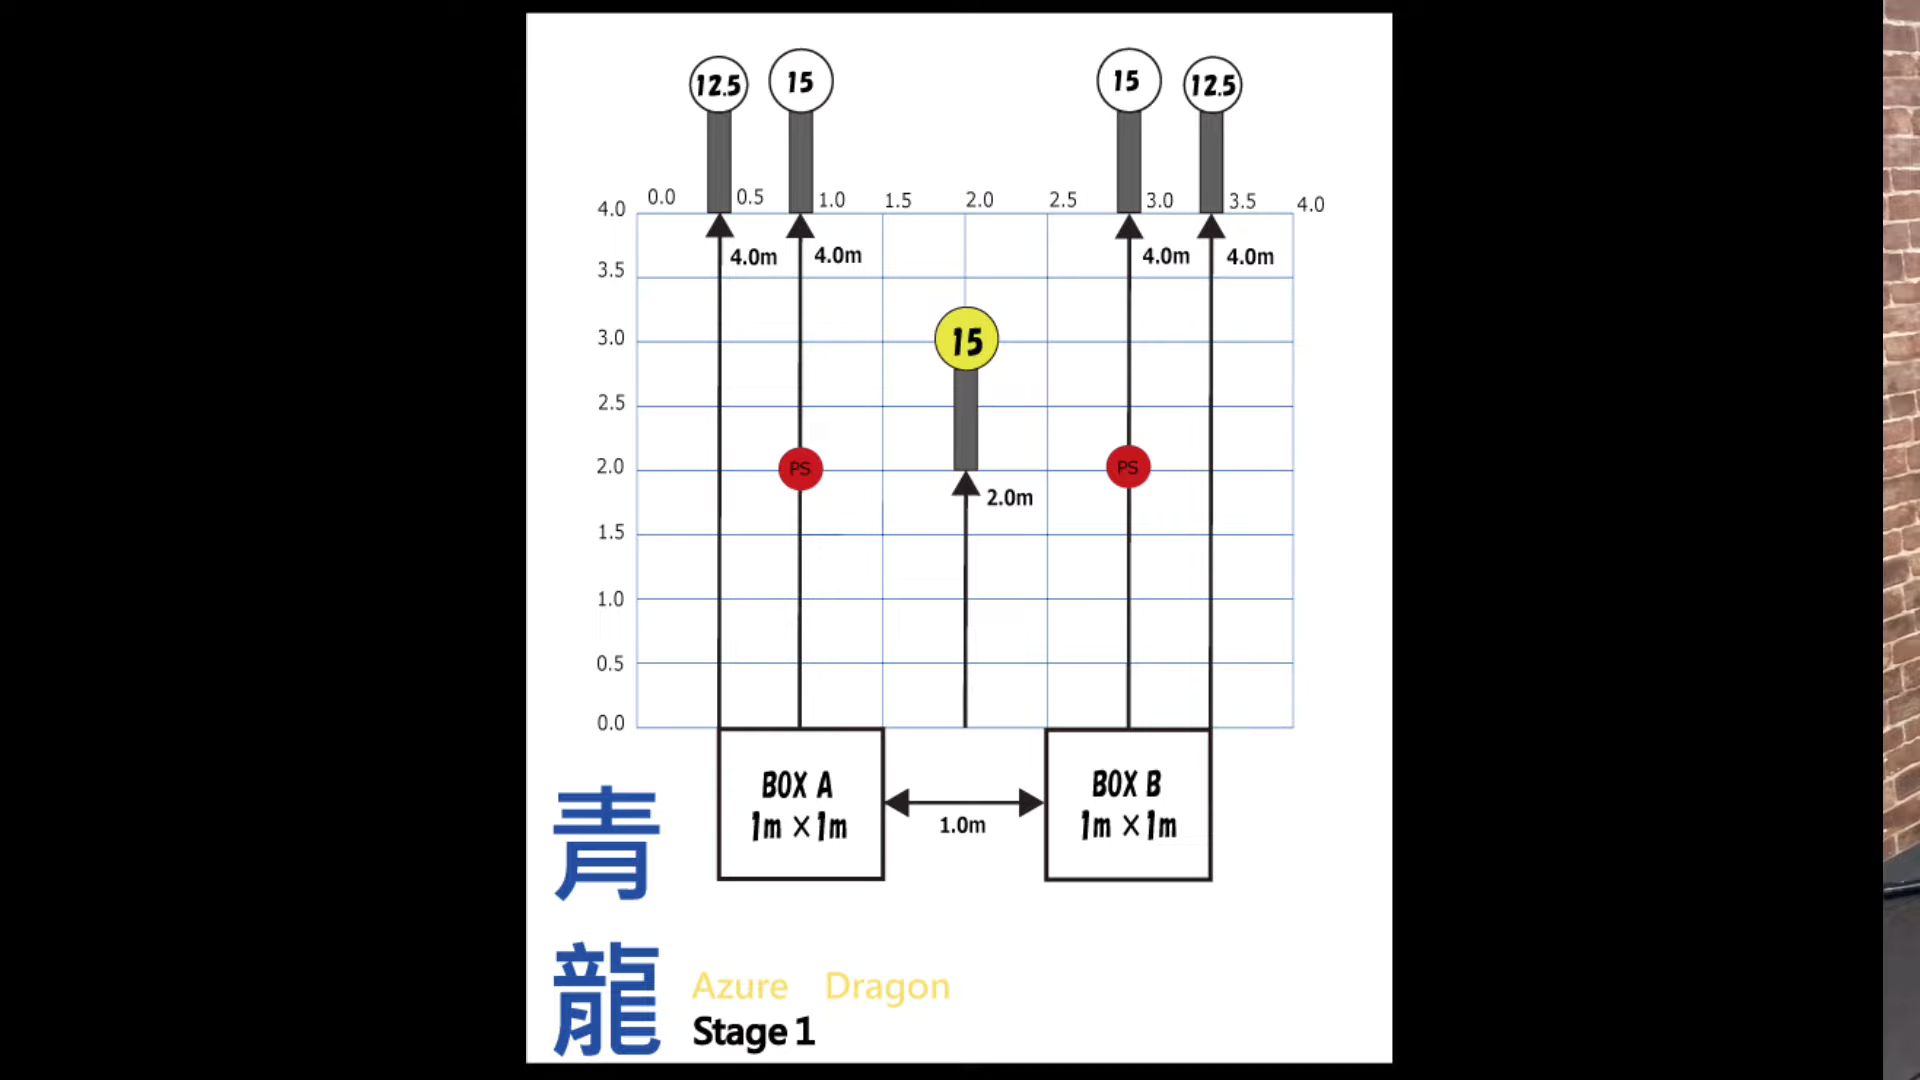 12.5 15 15 12.5
0.0 0.5 1.0 1.5 2.0 2.5 3.0 3.5 4.0
4.0
4.0m 4.0m 4.0m 4.0m
3.5
3.0
15
2.5
2.0
PS PS
2.0m
1.5
1.0
0.5
0.0
BOX A
1m ×1m
BOX B
1m ×1m
1.0m
青龍
Azure Dragon
Stage 1